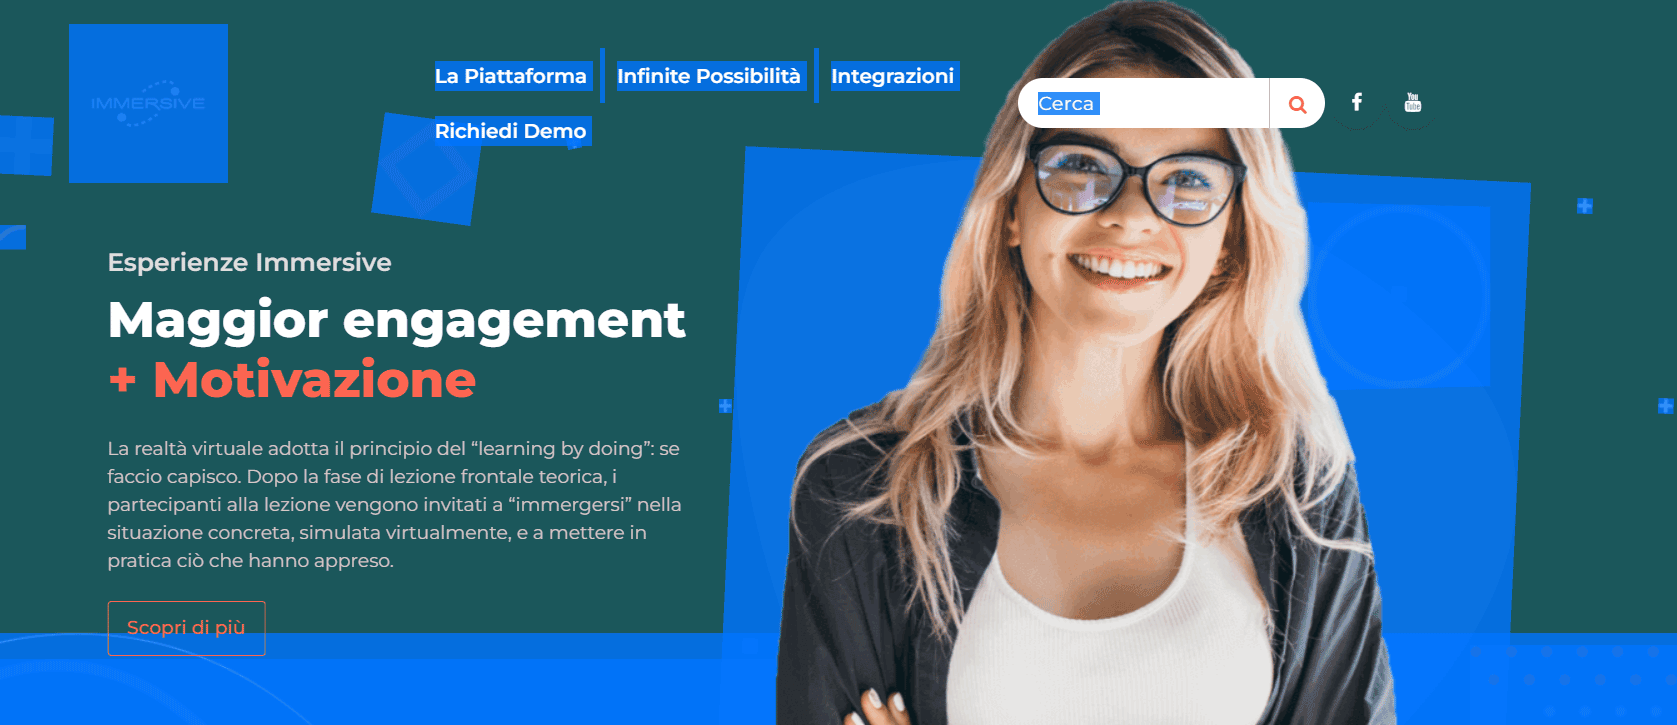 IMMERSIVE
La Piattaforma
Infinite Possibilità
Integrazioni
Richiedi Demo
Cerca
You
Tube
Esperienze Immersive
Maggior engagement
+ Motivazione
La realtà virtuale adotta il principio del “learning by doing”: se
faccio capisco. Dopo la fase di lezione frontale teorica, i
partecipanti alla lezione vengono invitati a “immergersi” nella
situazione concreta, simulata virtualmente, e a mettere in
pratica ciò che hanno appreso.
Scopri di più